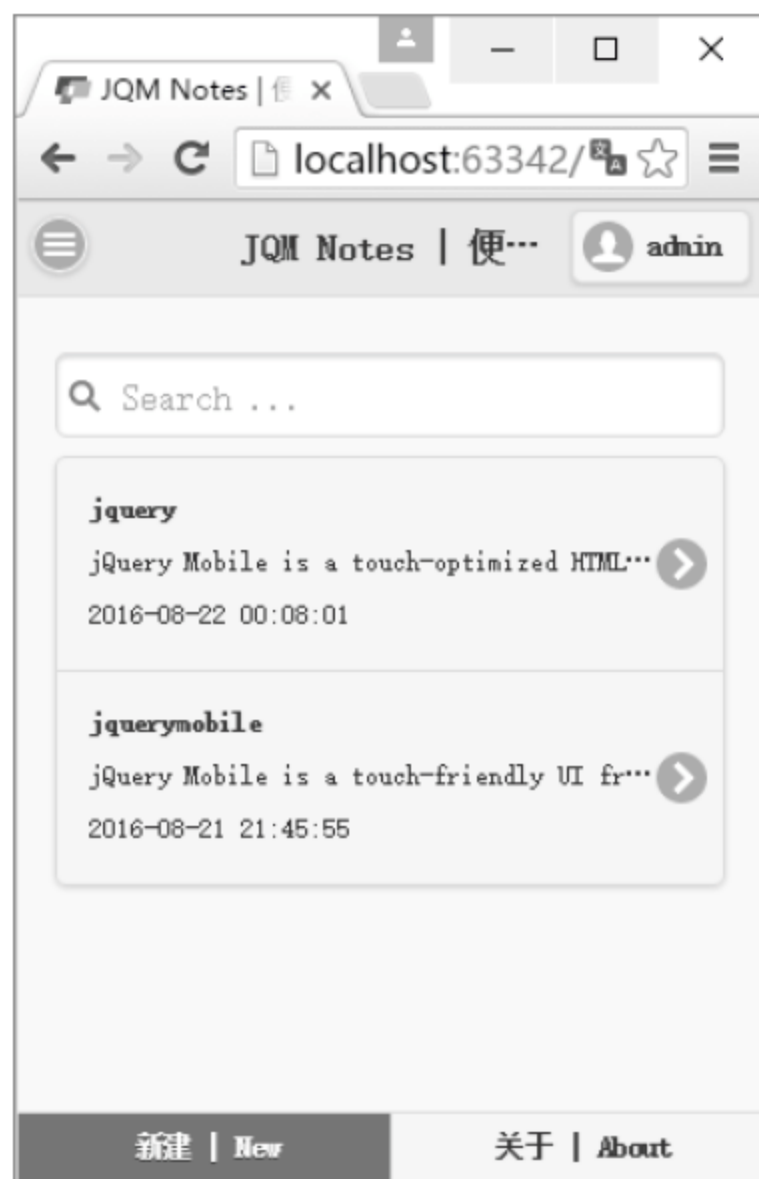 JQM Notes |
localhost:63342/
JQM Notes | 便…
admin
Search ...
jquery
jQuery Mobile is a touch-optimized HTML…
2016-08-22 00:08:01
jquerymobile
jQuery Mobile is a touch-friendly UI fr…
2016-08-21 21:45:55
新建 | New
关于 | About